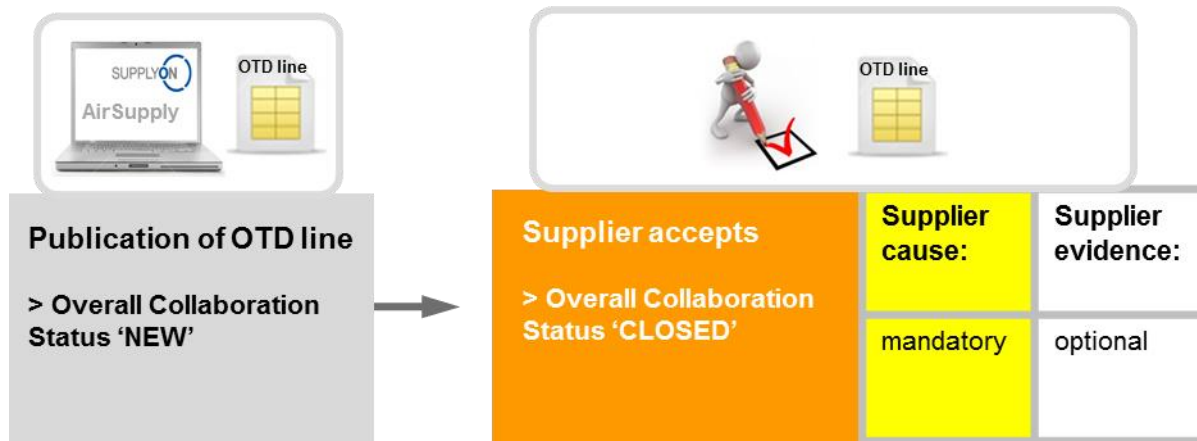 SUPPLYON
AirSupply
OTD line
OTD line
Publication of OTD line
> Overall Collaboration
Status ‘NEW’
Supplier accepts
> Overall Collaboration
Status ‘CLOSED’
Supplier
cause:
Supplier
evidence:
mandatory
optional